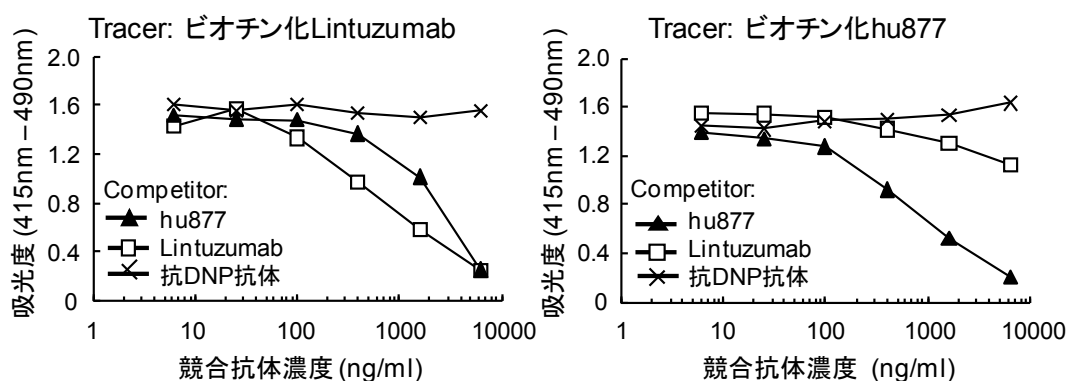 Tracer: ビオチン化Lintuzumab
吸光度 (415nm – 490nm)
2.0
1.6
1.2
0.8
0.4
0
Competitor:
hu877
Lintuzumab
抗DNP抗体
1 10 100 1000 10000
競合抗体濃度 (ng/ml)
Tracer: ビオチン化hu877
吸光度 (415nm – 490nm)
2.0
1.6
1.2
0.8
0.4
0
Competitor:
hu877
Lintuzumab
抗DNP抗体
1 10 100 1000 10000
競合抗体濃度 (ng/ml)